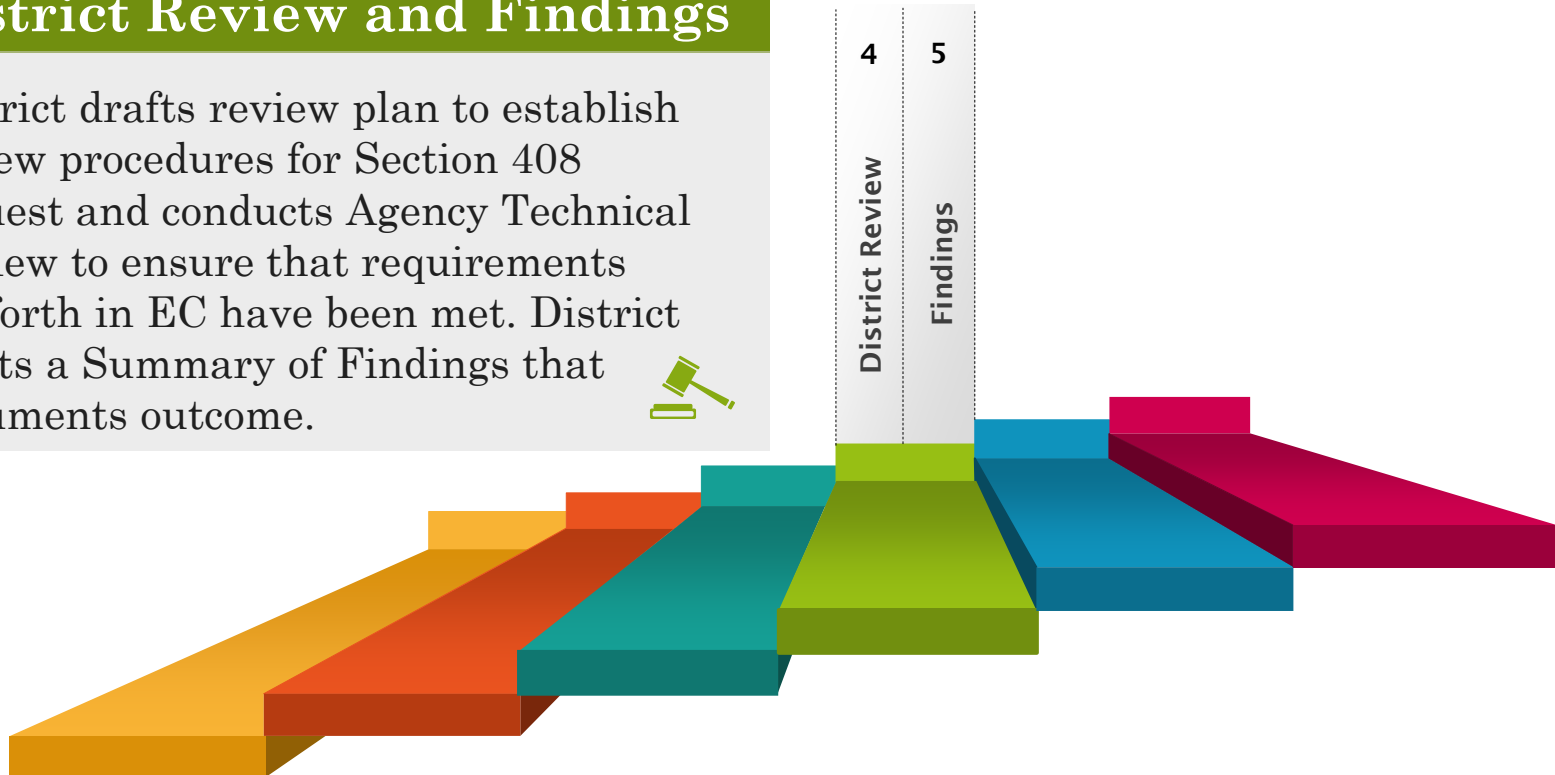 strict Review and Findings
rict drafts review plan to establish
ew procedures for Section 408
uest and conducts Agency Technical
iew to ensure that requirements
forth in EC have been met. District
ts a Summary of Findings that
uments outcome.
4
5
District Review
Findings